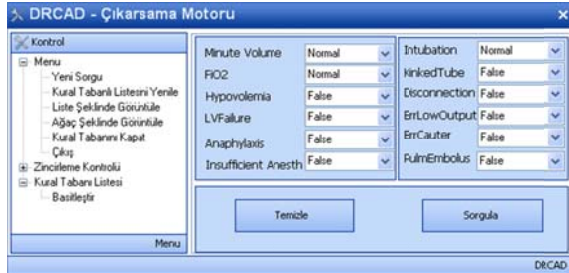 DRCAD - Çıkarsama Motoru
Kontrol
Menu
Yeni Sorgu
Kural Tabanlı Listesini Yenile
Liste Şeklinde Görüntüle
Ağaç Şeklinde Görüntüle
Kural Tabanını Kapat
Çıkış
Zincirleme Kontrolü
Kural Tabanı Listesi
Basitleştir
Menu
Minute Volume Normal
FiO2 Normal
Hypovolemia False
LVFailure False
Anaphylaxis False
Insufficient Anesth False
Intubation Normal
KinkedTube False
Disconnection False
ErrLowOutput False
ErrCauter False
PulmEmbolus False
Temizle
Sorgula
DRCAD